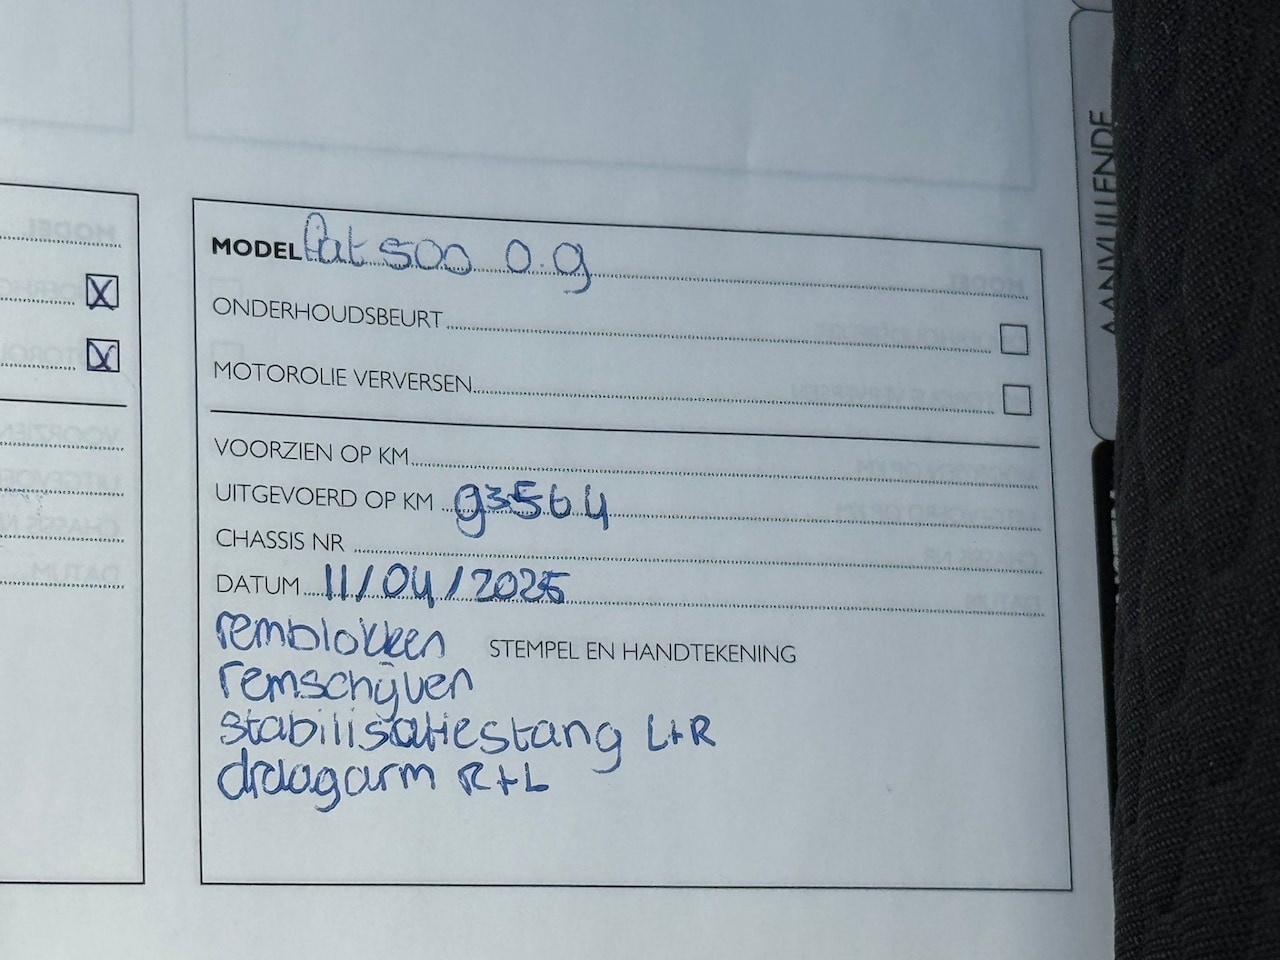 AANVULLENDE
MODEL fiat 500 0.9
ONDERHOUDSBEURT
MOTOROLIE VERVERSEN
VOORZIEN OP KM
UITGEVOERD OP KM 93564
CHASSIS NR
DATUM 11/04/2025
remblokken
STEMPEL EN HANDTEKENING
remschijven
stabilisatiestang L+R
draagarm R+L